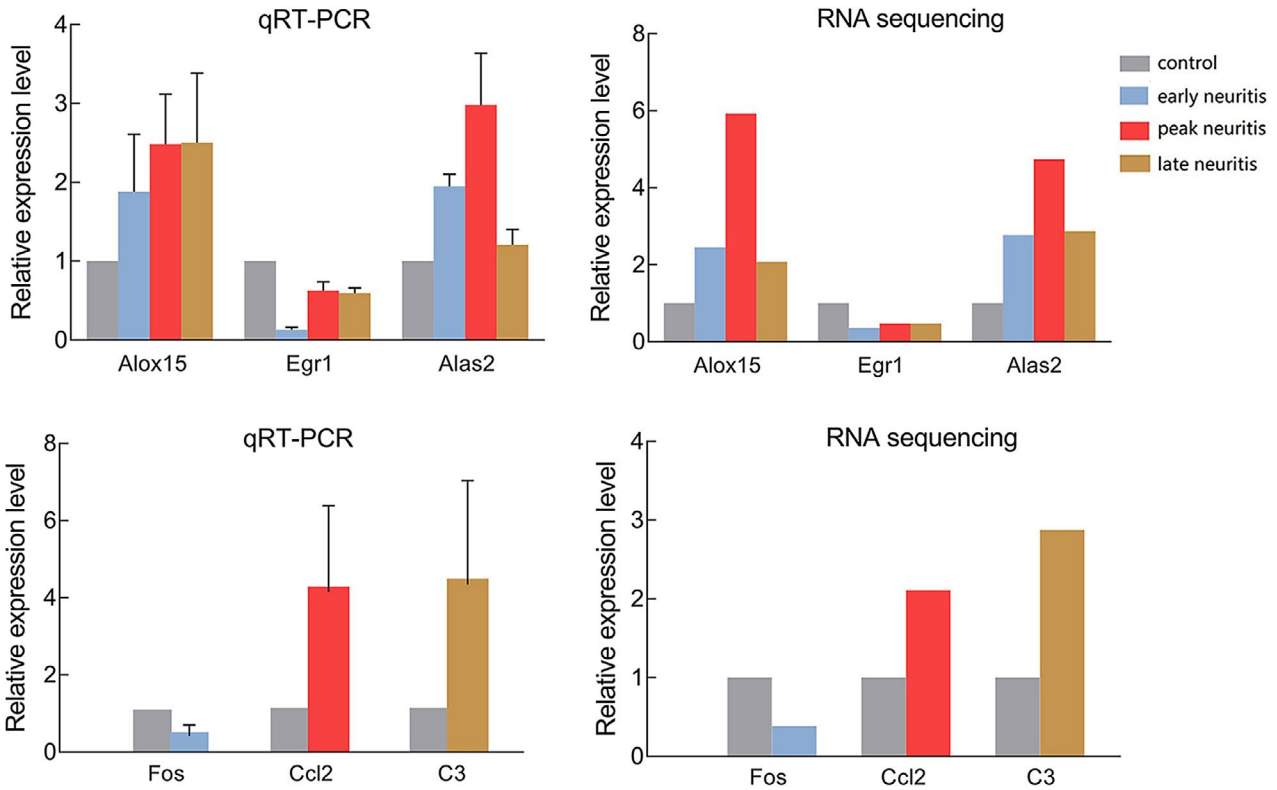 qRT-PCR
Relative expression level
4
3
2
1
0
Alox15 Egr1 Alas2
RNA sequencing
Relative expression level
8
6
4
2
0
Alox15 Egr1 Alas2
control
early neuritis
peak neuritis
late neuritis
qRT-PCR
Relative expression level
8
6
4
2
0
Fos Ccl2 C3
RNA sequencing
Relative expression level
4
3
2
1
0
Fos Ccl2 C3